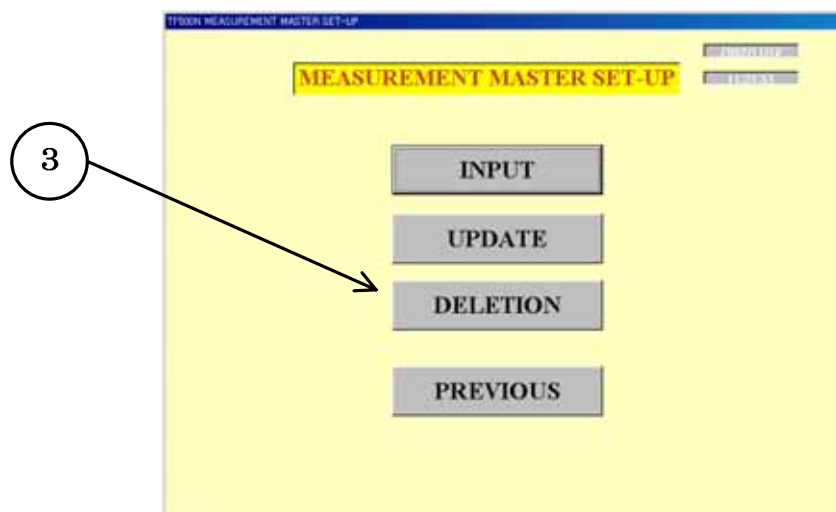 TF500N MEASUREMENT MASTER SET-UP
MEASUREMENT MASTER SET-UP
3
INPUT
UPDATE
DELETION
PREVIOUS